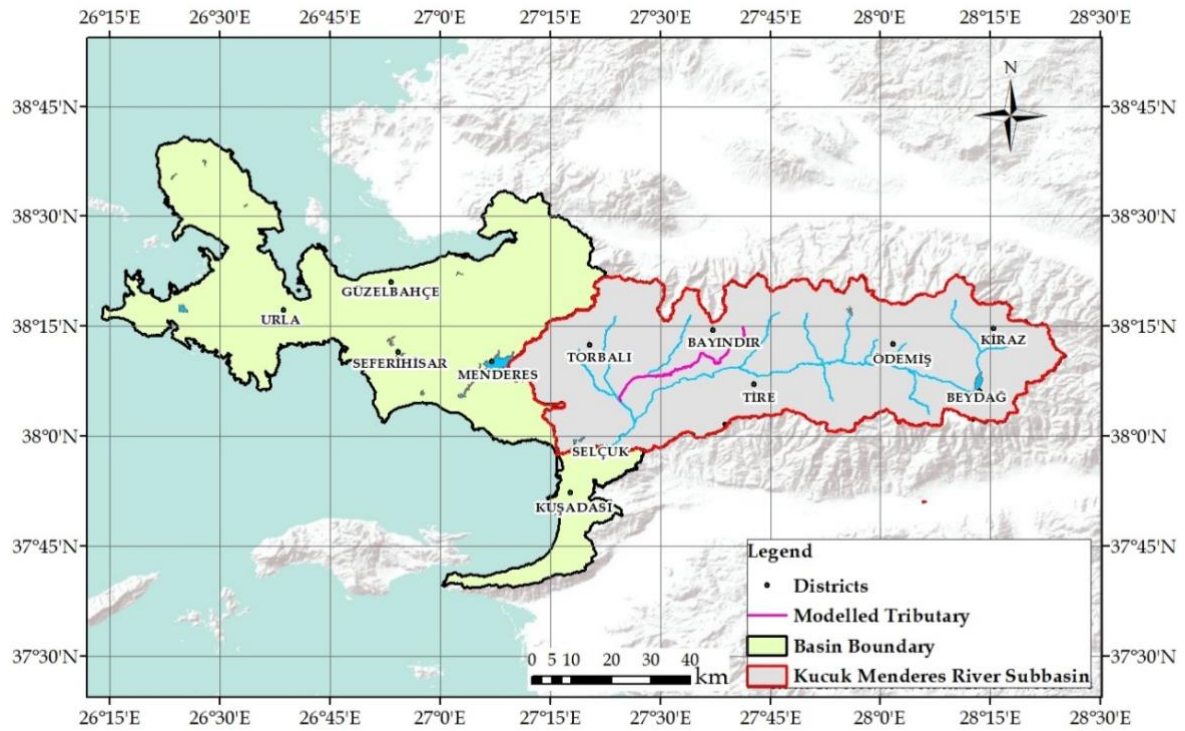 26°15'E 26°30'E 26°45'E 27°0'E 27°15'E 27°30'E 27°45'E 28°0'E 28°15'E 28°30'E
N
38°45'N 38°45'N
38°30'N 38°30'N
GÜZELBAHÇE
38°15'N 38°15'N
URLA
BAYINDIR
KİRAZ
TORBALI
ÖDEMİŞ
SEFERİHİSAR
MENDERES
TİRE
BEYDAĞ
38°0'N 38°0'N
SELÇUK
KUŞADASI
37°45'N 37°45'N
Legend
Districts
Modelled Tributary
Basin Boundary
Kucuk Menderes River Subbasin
37°30'N 37°30'N
0 5 10 20 30 40
km
26°15'E 26°30'E 26°45'E 27°0'E 27°15'E 27°30'E 27°45'E 28°0'E 28°15'E 28°30'E